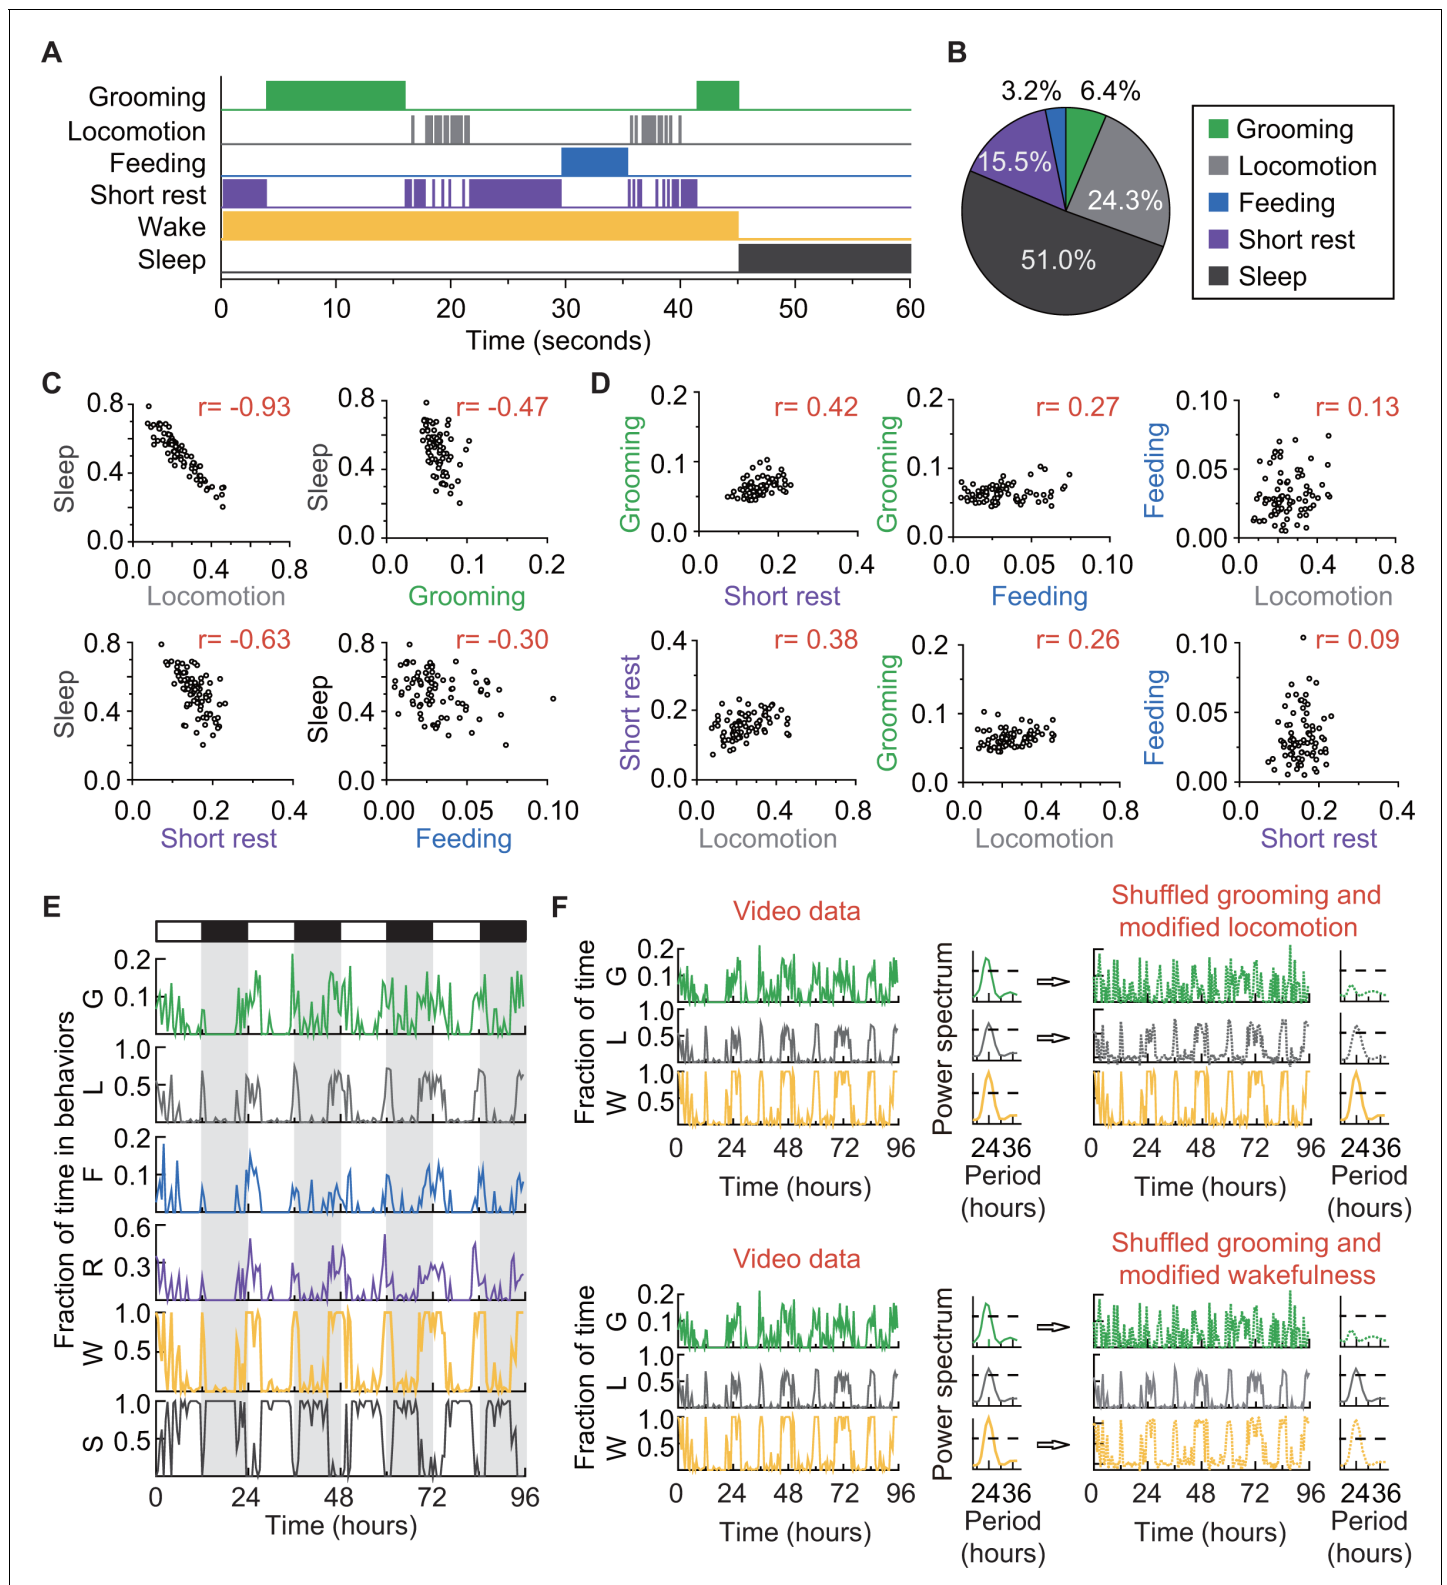 A
Grooming
Locomotion
Feeding
Short rest
Wake
Sleep
0 10 20 30 40 50 60
Time (seconds)
B
3.2% 6.4%
15.5%
24.3%
51.0%
Grooming
Locomotion
Feeding
Short rest
Sleep
C
r= -0.93
0.8
0.4
0.0
Sleep
0.0 0.4 0.8
Locomotion
r= -0.47
0.8
0.4
0.0
Sleep
0.0 0.1 0.2
Grooming
r= -0.63
0.8
0.4
0.0
Sleep
0.0 0.2 0.4
Short rest
r= -0.30
0.8
0.4
0.0
Sleep
0.00 0.05 0.10
Feeding
D
r= 0.42
0.2
0.1
0.0
Grooming
0.0 0.2 0.4
Short rest
r= 0.27
0.2
0.1
0.0
Grooming
0.00 0.05 0.10
Feeding
r= 0.13
0.10
0.05
0.00
Feeding
0.0 0.4 0.8
Locomotion
r= 0.38
0.4
0.2
0.0
Short rest
0.0 0.4 0.8
Locomotion
r= 0.26
0.2
0.1
0.0
Grooming
0.0 0.4 0.8
Locomotion
r= 0.09
0.10
0.05
0.00
Feeding
0.0 0.2 0.4
Short rest
E
Fraction of time in behaviors
0.2
0.1
G
1.0
0.5
L
0.2
0.1
F
0.6
0.3
R
1.0
0.5
W
1.0
0.5
S
0 24 48 72 96
Time (hours)
F
Video data
Shuffled grooming and
modified locomotion
Fraction of time
0.2
0.1
G
1.0
0.5
L
1.0
0.5
W
0 24 48 72 96
Time (hours)
Power spectrum
24 36
Period
(hours)
0 24 48 72 96
Time (hours)
24 36
Period
(hours)
Video data
Shuffled grooming and
modified wakefulness
Fraction of time
0.2
0.1
G
1.0
0.5
L
1.0
0.5
W
0 24 48 72 96
Time (hours)
Power spectrum
24 36
Period
(hours)
0 24 48 72 96
Time (hours)
24 36
Period
(hours)